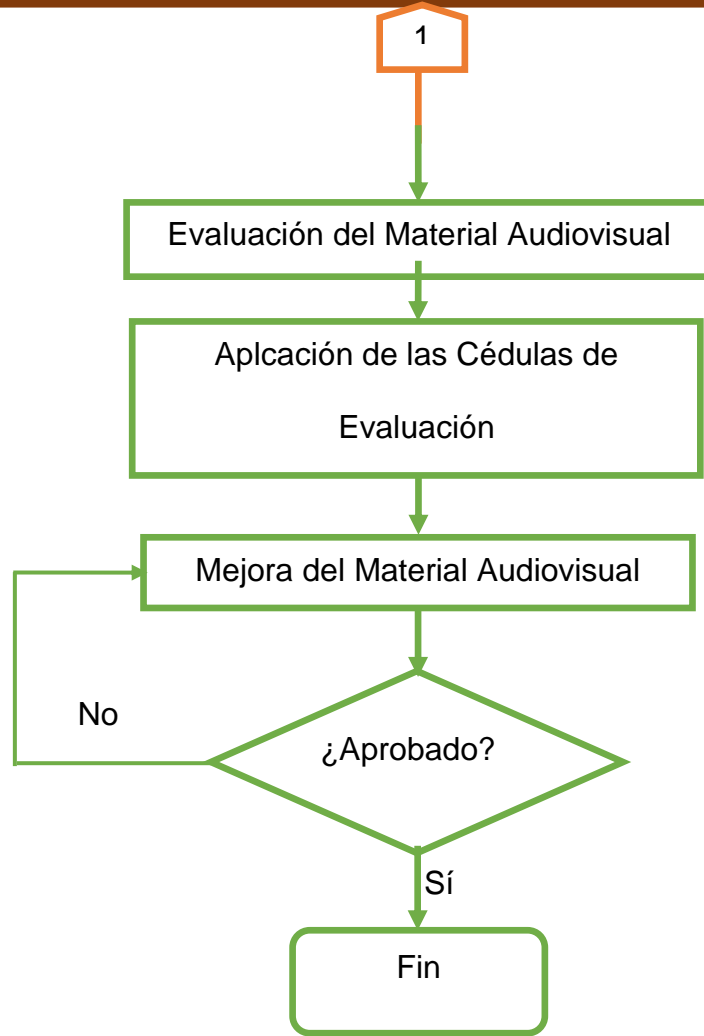 1
Evaluación del Material Audiovisual
Aplcación de las Cédulas de
Evaluación
Mejora del Material Audiovisual
No
¿Aprobado?
Sí
Fin